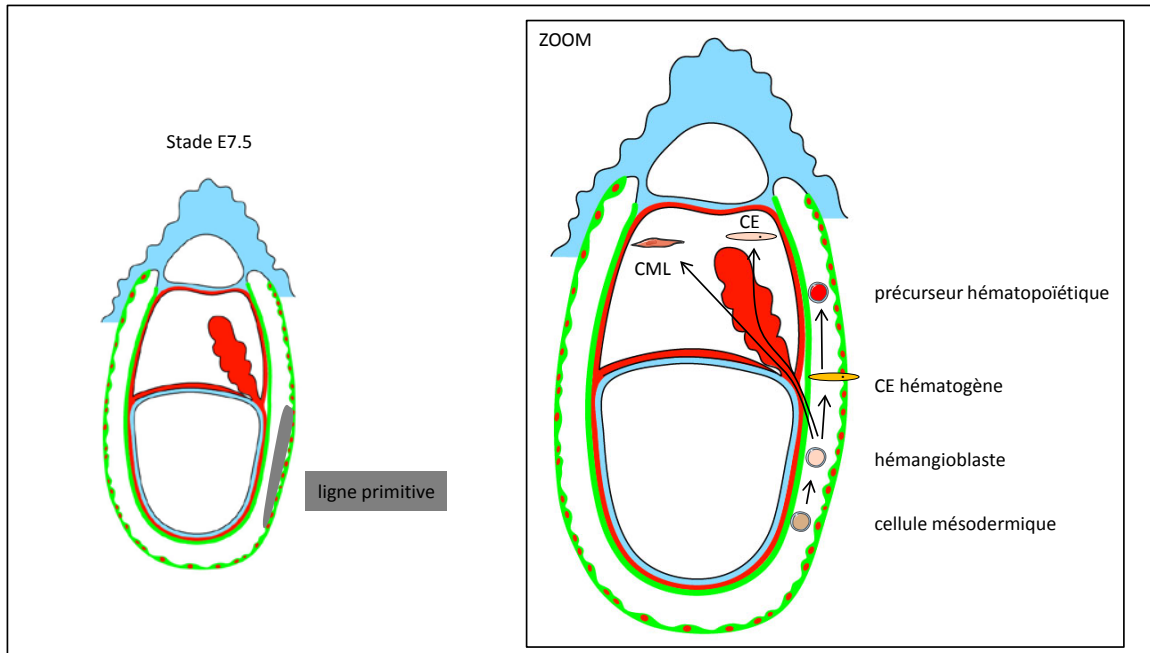 Stade E7.5
ligne primitive
ZOOM
CE
CML
précurseur hématopoïétique
CE hématogène
hémangioblaste
cellule mésodermique